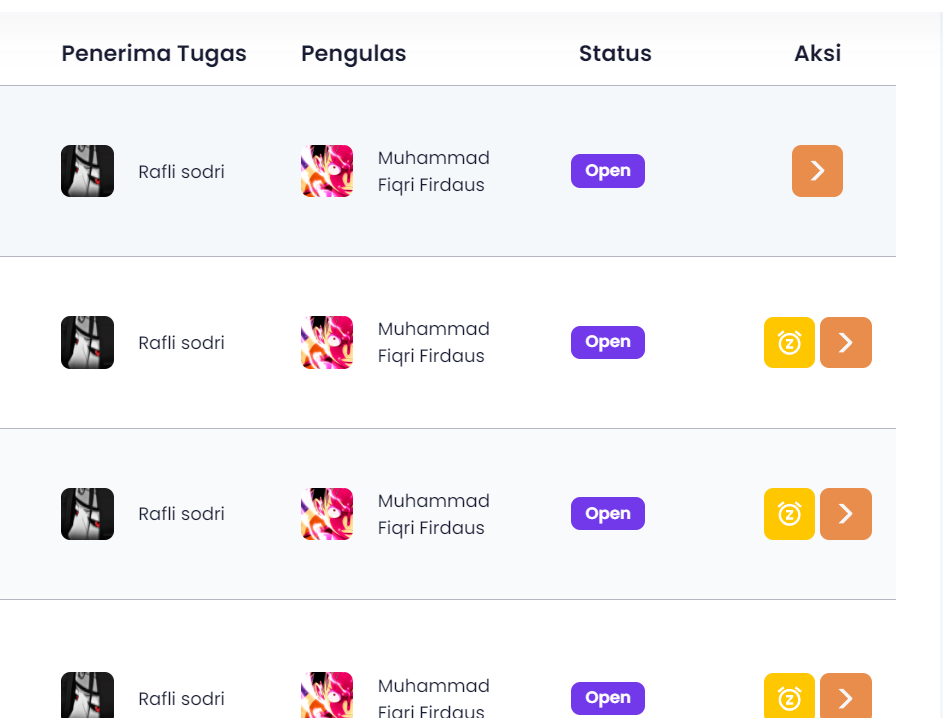 Penerima Tugas Pengulas Status Aksi
Rafli sodri
Muhammad
Fiqri Firdaus
Open
Rafli sodri
Muhammad
Fiqri Firdaus
Open
Rafli sodri
Muhammad
Fiqri Firdaus
Open
Rafli sodri
Muhammad
Fiqri Firdaus
Open